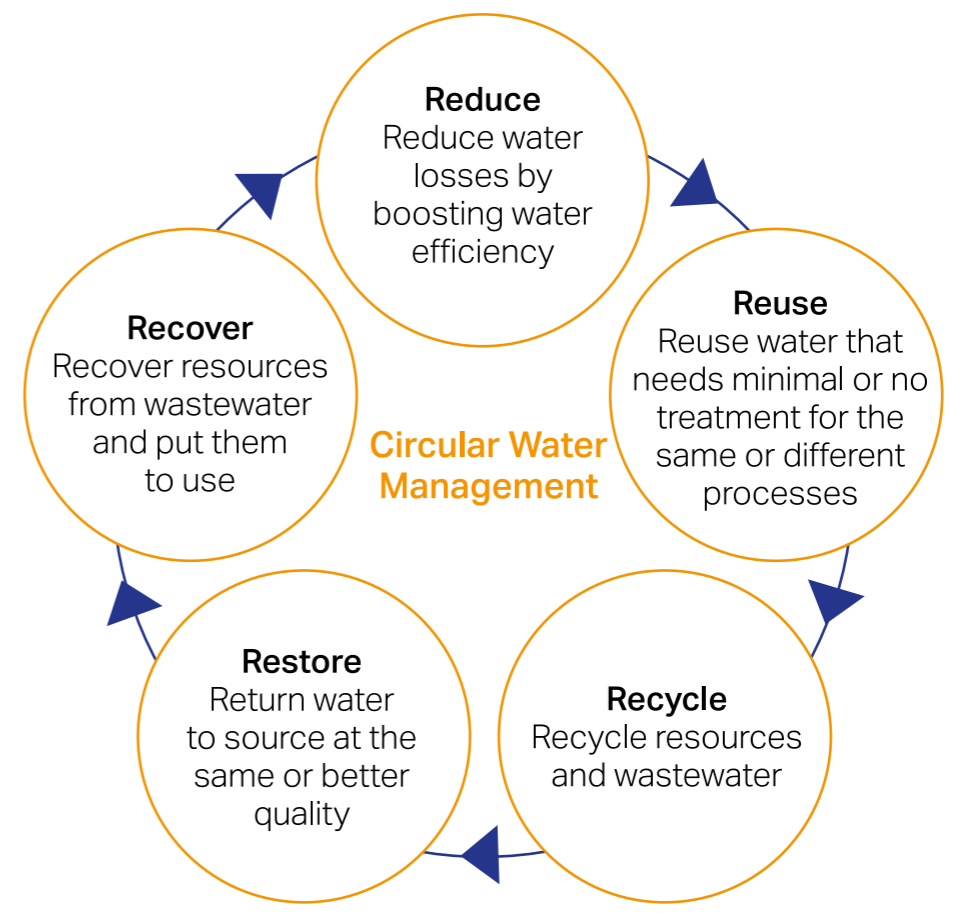 Reduce
Reduce water
losses by
boosting water
efficiency
Reuse
Reuse water that
needs minimal or no
treatment for the
same or different
processes
Recycle
Recycle resources
and wastewater
Restore
Return water
to source at the
same or better
quality
Recover
Recover resources
from wastewater
and put them
to use
Circular Water
Management